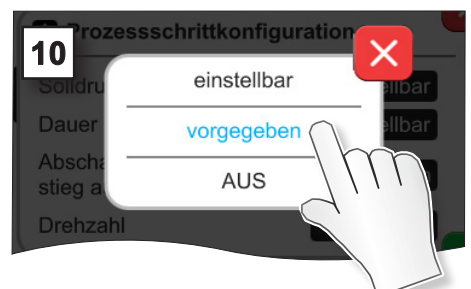 10
Prozessschrittkonfiguration
einstellbar
vorgegeben
AUS
Dauer
Drehzahl